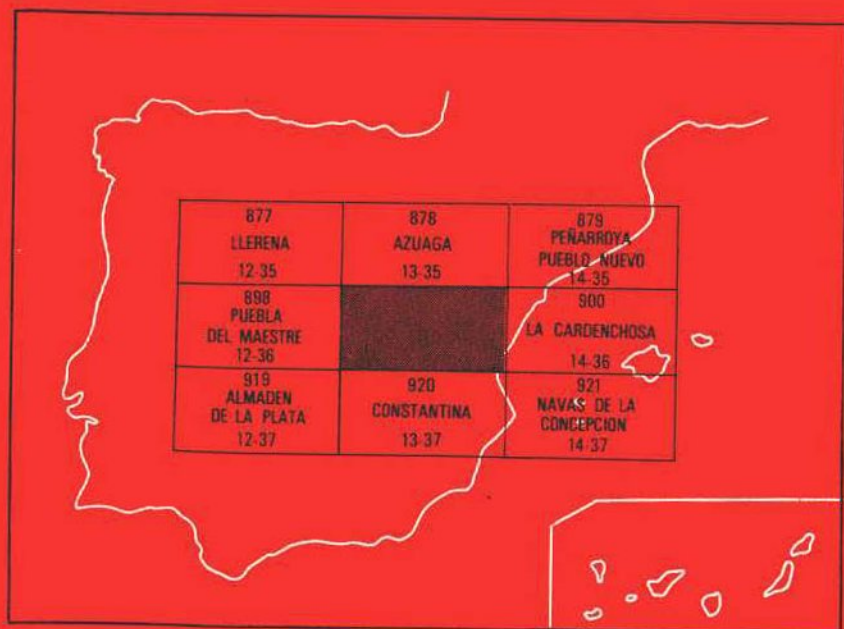 877
LLERENA
12-35
878
AZUAGA
13-35
879
PEÑARROYA
PUEBLO NUEVO
14-35
898
PUEBLA
DEL MAESTRE
12-36
900
LA CARDENCHOSA
14-36
919
ALMADEN
DE LA PLATA
12-37
920
CONSTANTINA
13-37
921
NAVAS DE LA
CONCEPCION
14-37